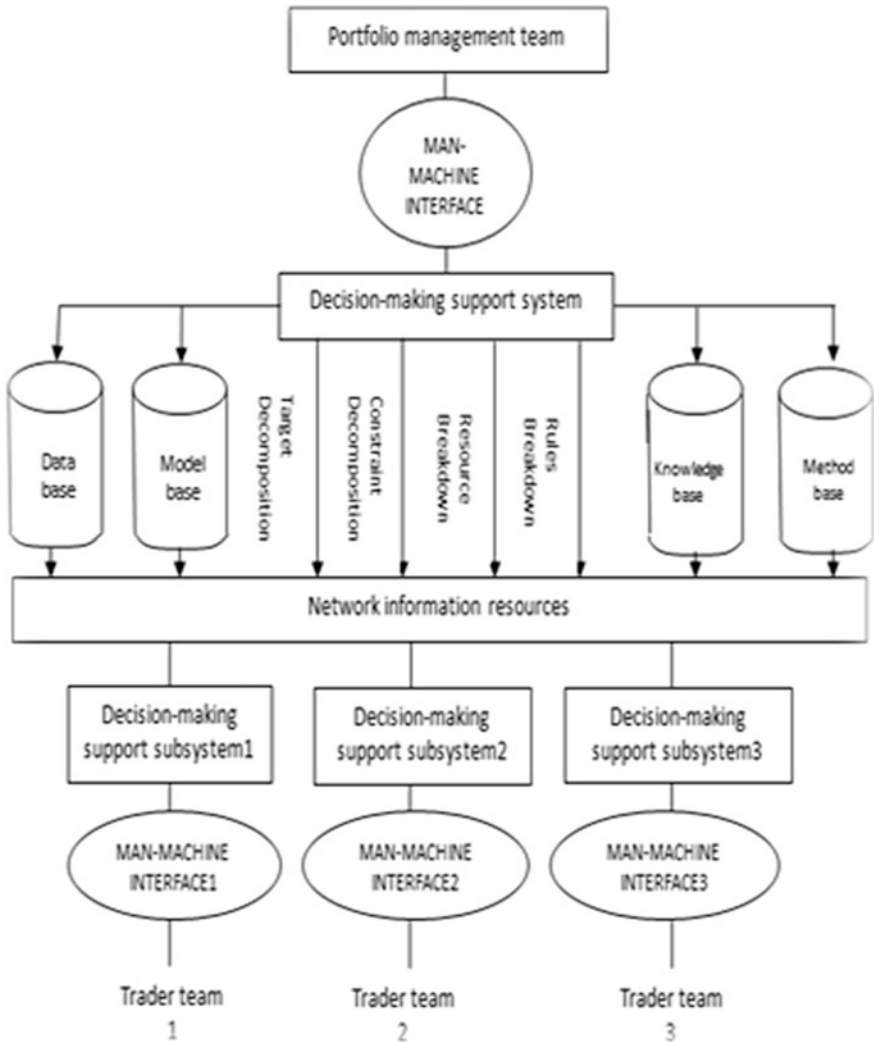 Portfolio management team
MAN-
MACHINE
INTERFACE
Decision-making support system
Data
base
Model
base
Target
Decomposition
Constraint
Decomposition
Resource
Breakdown
Rules
Breakdown
Knowledge
base
Method
base
Network information resources
Decision-making
support subsystem1
Decision-making
support subsystem2
Decision-making
support subsystem3
MAN-MACHINE
INTERFACE1
MAN-MACHINE
INTERFACE2
MAN-MACHINE
INTERFACE3
Trader team
1
Trader team
2
Trader team
3